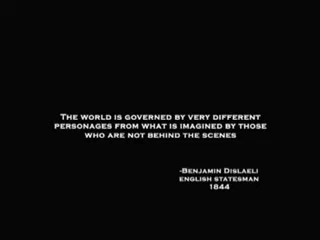 The world is governed by very different
personages from what is imagined by those
who are not behind the scenes
-Benjamin Dislaeli
english statesman
1844